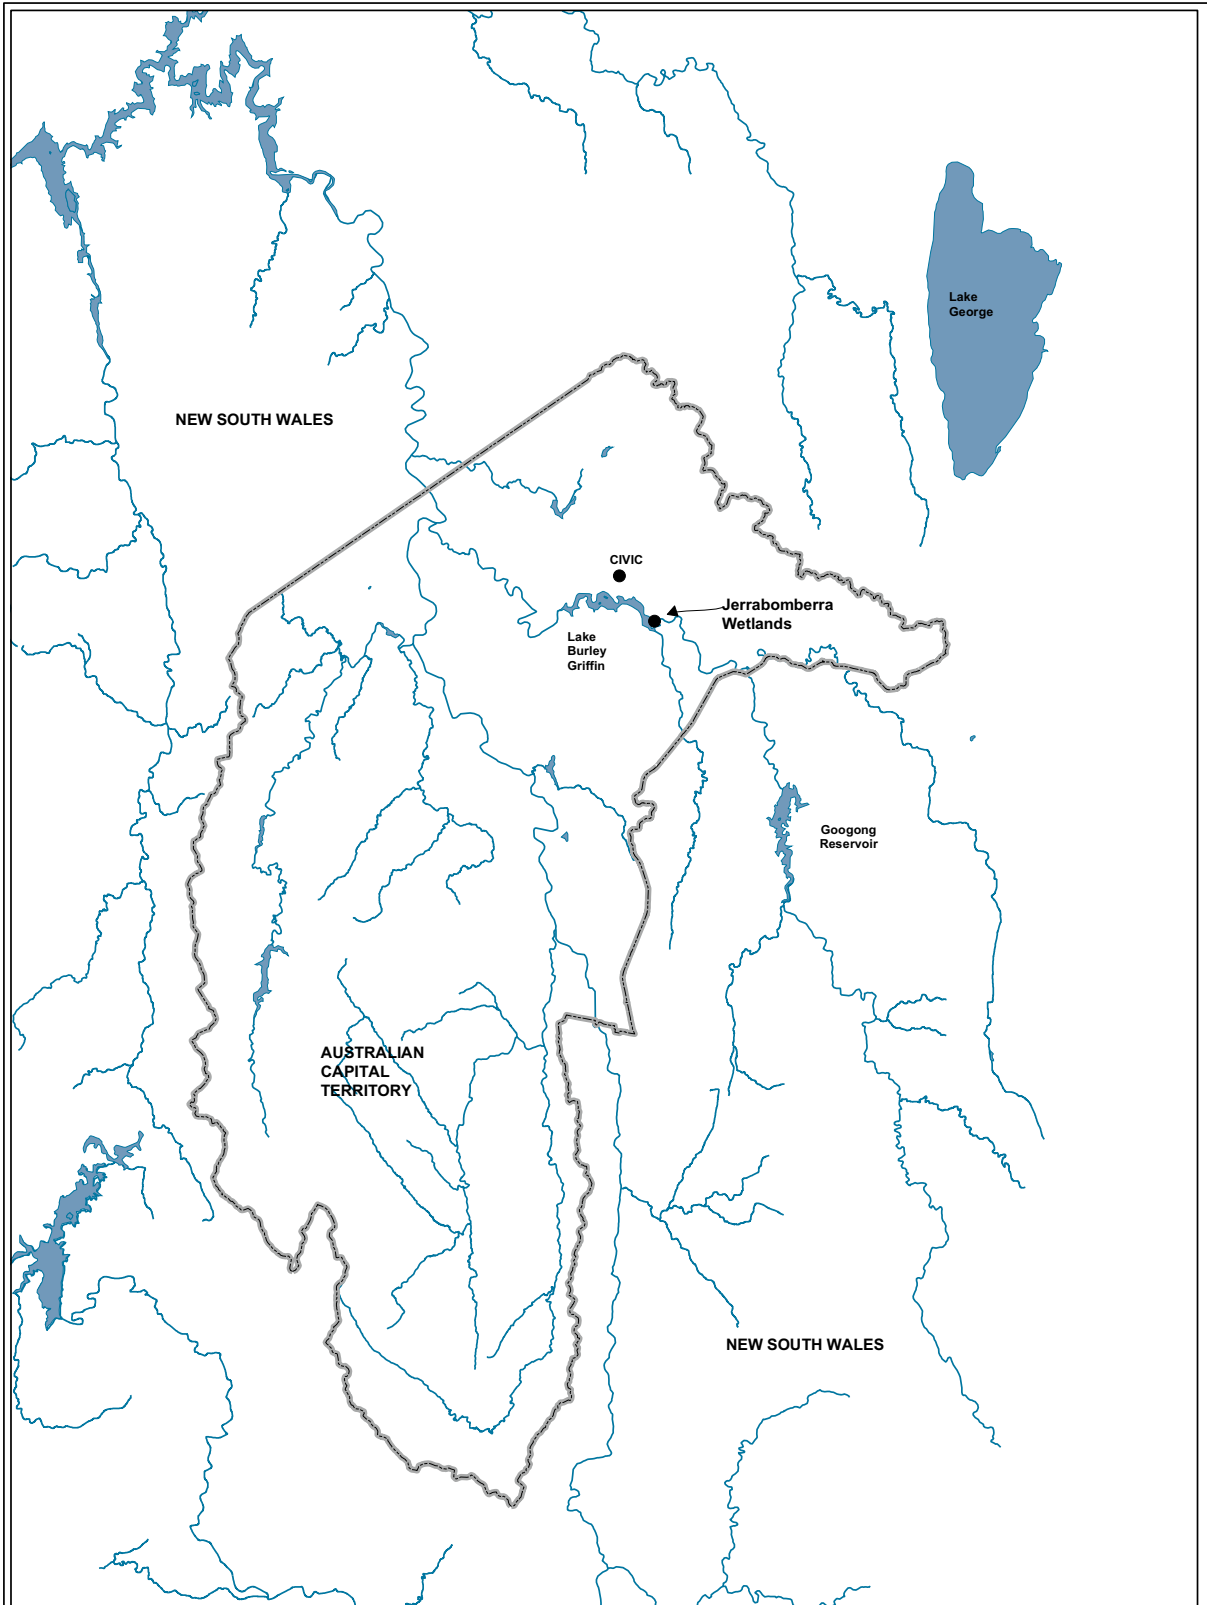 Lake
George
NEW SOUTH WALES
CIVIC
Jerrabomberra
Wetlands
Lake
Burley
Griffin
Googong
Reservoir
AUSTRALIAN
CAPITAL
TERRITORY
NEW SOUTH WALES